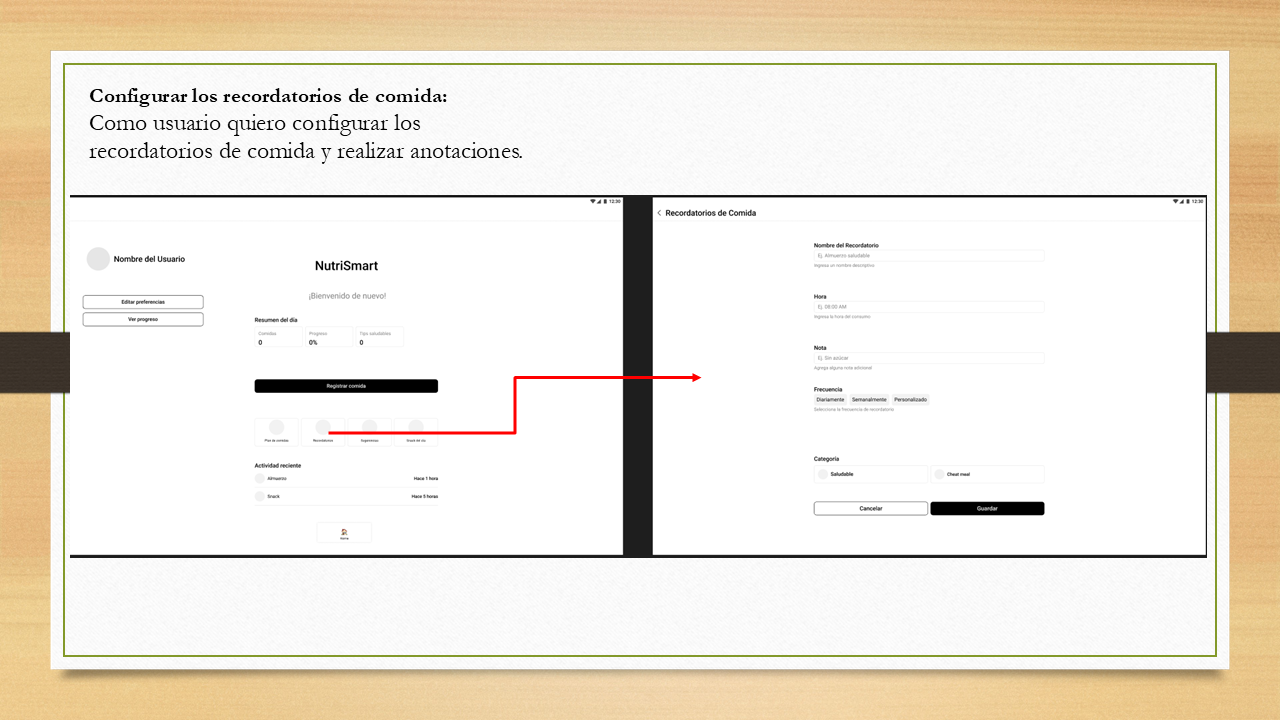 Configurar los recordatorios de comida:
Como usuario quiero configurar los
recordatorios de comida y realizar anotaciones.
12:30
Nombre del Usuario
Editar preferencias
Ver progreso
NutriSmart
¡Bienvenido de nuevo!
Resumen del día
Comidas
0
Progreso
0%
Tips saludables
0
Registrar comida
Plan de comidas
Recordatorios
Sugerencias
Actividad reciente
Almuerzo
Hace 1 hora
Snack
Hace 5 horas
Home
12:30
Recordatorios de Comida
Nombre del Recordatorio
Ej. Almuerzo saludable
Ingresa un nombre descriptivo
Hora
Ej. 08:00 AM
Ingresa la hora del consumo
Nota
Ej. Sin azúcar
Agrega alguna nota adicional
Frecuencia
Diariamente Semanalmente Personalizado
Selecciona la frecuencia de recordatorio
Categoría
Saludable
Cheat meal
Cancelar
Guardar